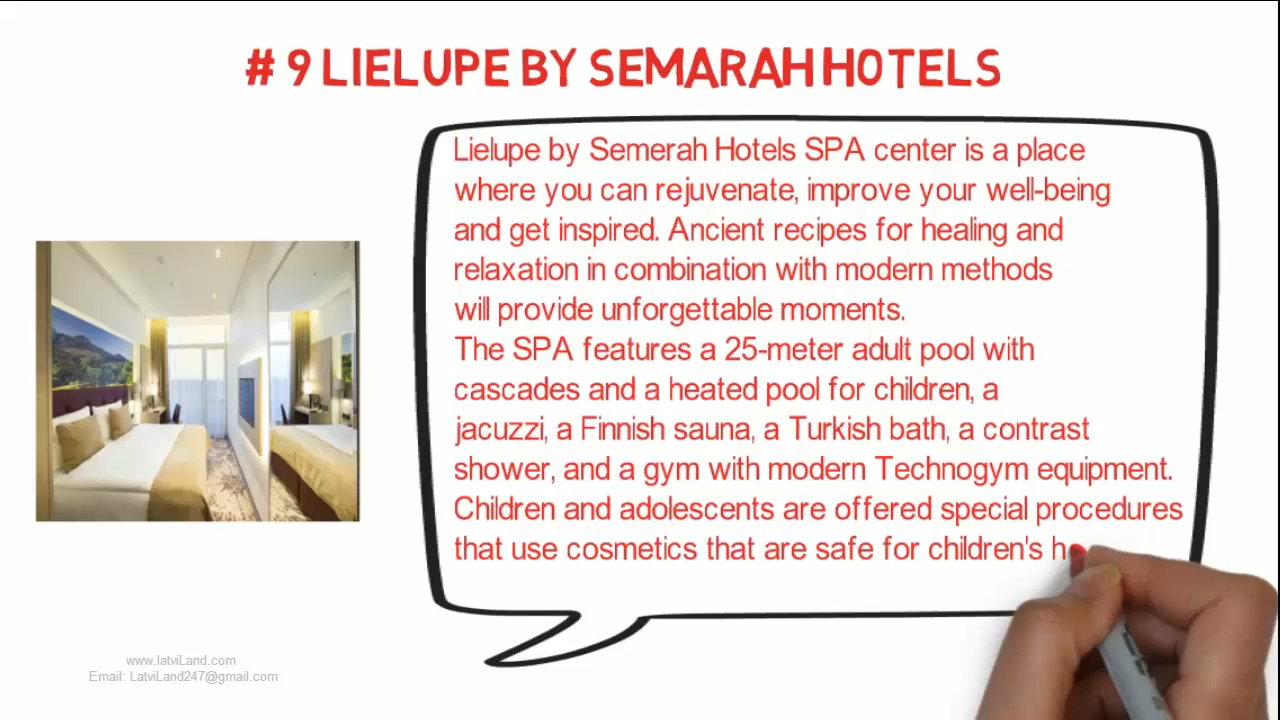 # 9 LIELUPE BY SEMARAH HOTELS
Lielupe by Semerah Hotels SPA center is a place
where you can rejuvenate, improve your well-being
and get inspired. Ancient recipes for healing and
relaxation in combination with modern methods
will provide unforgettable moments.
The SPA features a 25-meter adult pool with
cascades and a heated pool for children, a
jacuzzi, a Finnish sauna, a Turkish bath, a contrast
shower, and a gym with modern Technogym equipment.
Children and adolescents are offered special procedures
that use cosmetics that are safe for children's
www.latviLand.com
Email: LatviLand247@gmail.com